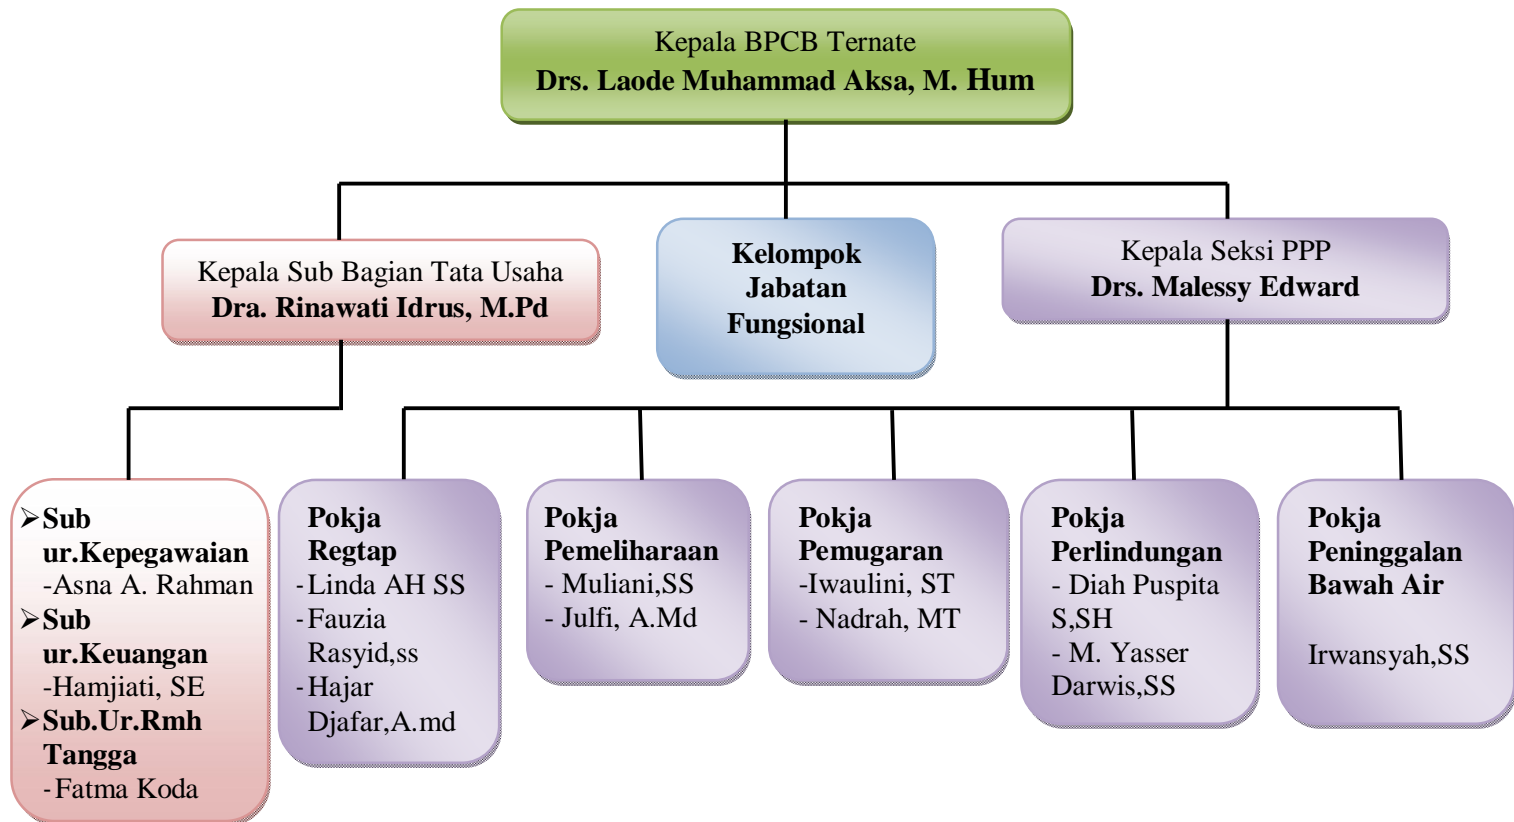 Kepala BPCB Ternate
Drs. Laode Muhammad Aksa, M. Hum
Kepala Sub Bagian Tata Usaha
Dra. Rinawati Idrus, M.Pd
Kelompok
Jabatan
Fungsional
Kepala Seksi PPP
Drs. Malessy Edward
➢Sub
ur.Kepegawaian
-Asna A. Rahman
➢Sub
ur.Keuangan
-Hamjiati, SE
➢Sub.Ur.Rmh
Tangga
-Fatma Koda
Pokja
Regtap
-Linda AH SS
-Fauzia
Rasyid,ss
-Hajar
Djafar,A.md
Pokja
Pemeliharaan
- Muliani,SS
- Julfi, A.Md
Pokja
Pemugaran
-Iwaulini, ST
- Nadrah, MT
Pokja
Perlindungan
- Diah Puspita
S,SH
- M. Yasser
Darwis,SS
Pokja
Peninggalan
Bawah Air
Irwansyah,SS